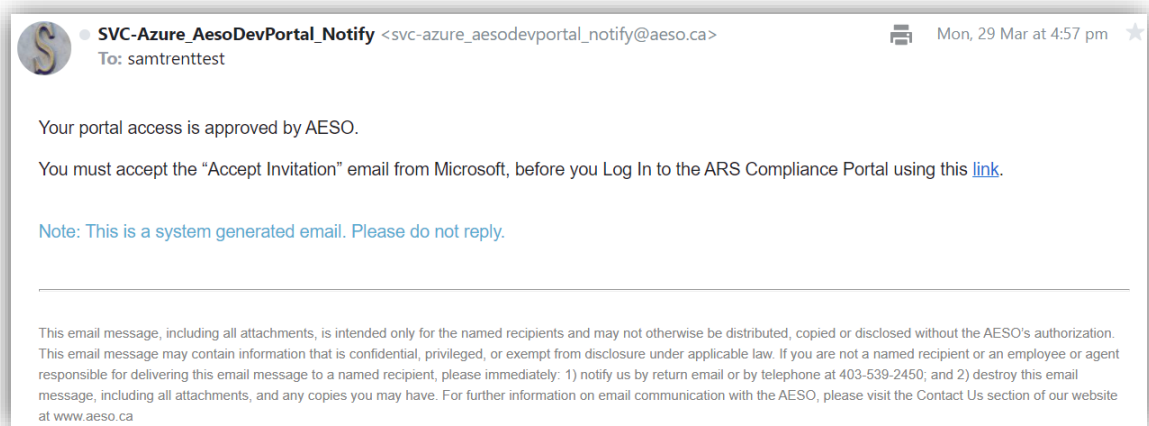 SVC-Azure_AesoDevPortal_Notify <svc-azure_aesodevportal_notify@aeso.ca> Mon, 29 Mar at 4:57 pm
To: samtrenttest
Your portal access is approved by AESO.
You must accept the “Accept Invitation” email from Microsoft, before you Log In to the ARS Compliance Portal using this link.
Note: This is a system generated email. Please do not reply.
This email message, including all attachments, is intended only for the named recipients and may not otherwise be distributed, copied or disclosed without the AESO’s authorization.
This email message may contain information that is confidential, privileged, or exempt from disclosure under applicable law. If you are not a named recipient or an employee or agent
responsible for delivering this email message to a named recipient, please immediately: 1) notify us by return email or by telephone at 403-539-2450; and 2) destroy this email
message, including all attachments, and any copies you may have. For further information on email communication with the AESO, please visit the Contact Us section of our website
at www.aeso.ca